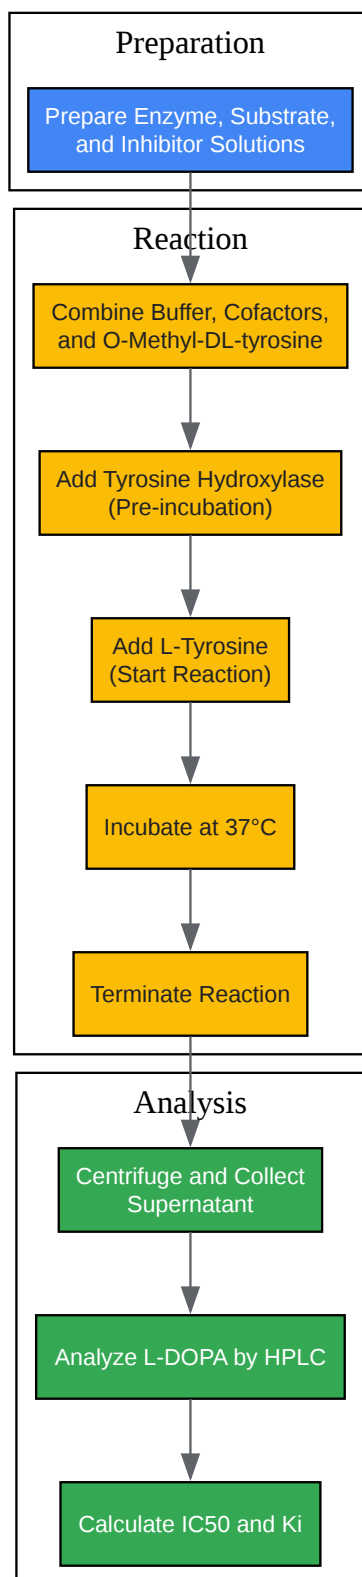 Preparation
Prepare Enzyme, Substrate,
and Inhibitor Solutions
Reaction
Combine Buffer, Cofactors,
and O-Methyl-DL-tyrosine
Add Tyrosine Hydroxylase
(Pre-incubation)
Add L-Tyrosine
(Start Reaction)
Incubate at 37°C
Terminate Reaction
Analysis
Centrifuge and Collect
Supernatant
Analyze L-DOPA by HPLC
Calculate IC50 and Ki